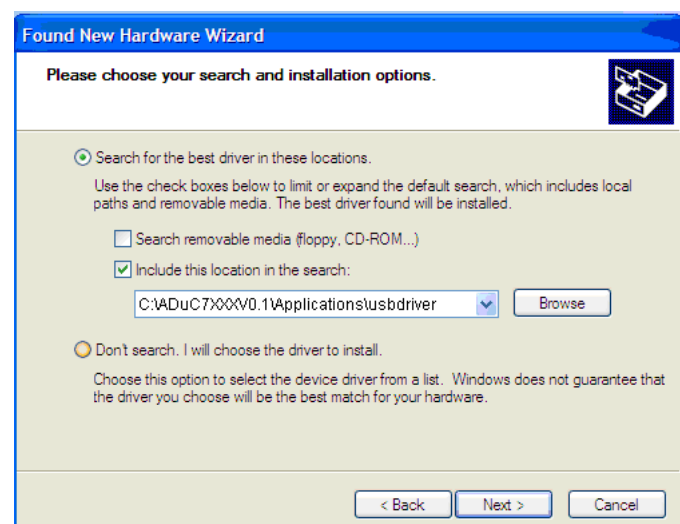 Found New Hardware Wizard
Please choose your search and installation options.
Search for the best driver in these locations.
Use the check boxes below to limit or expand the default search, which includes local
paths and removable media. The best driver found will be installed.
Search removable media (floppy, CD-ROM...)
Include this location in the search:
C:\ADuC7XXXV0.1\Applications\usbdriver
Browse
Don't search. I will choose the driver to install.
Choose this option to select the device driver from a list. Windows does not guarantee that
the driver you choose will be the best match for your hardware.
< Back Next > Cancel